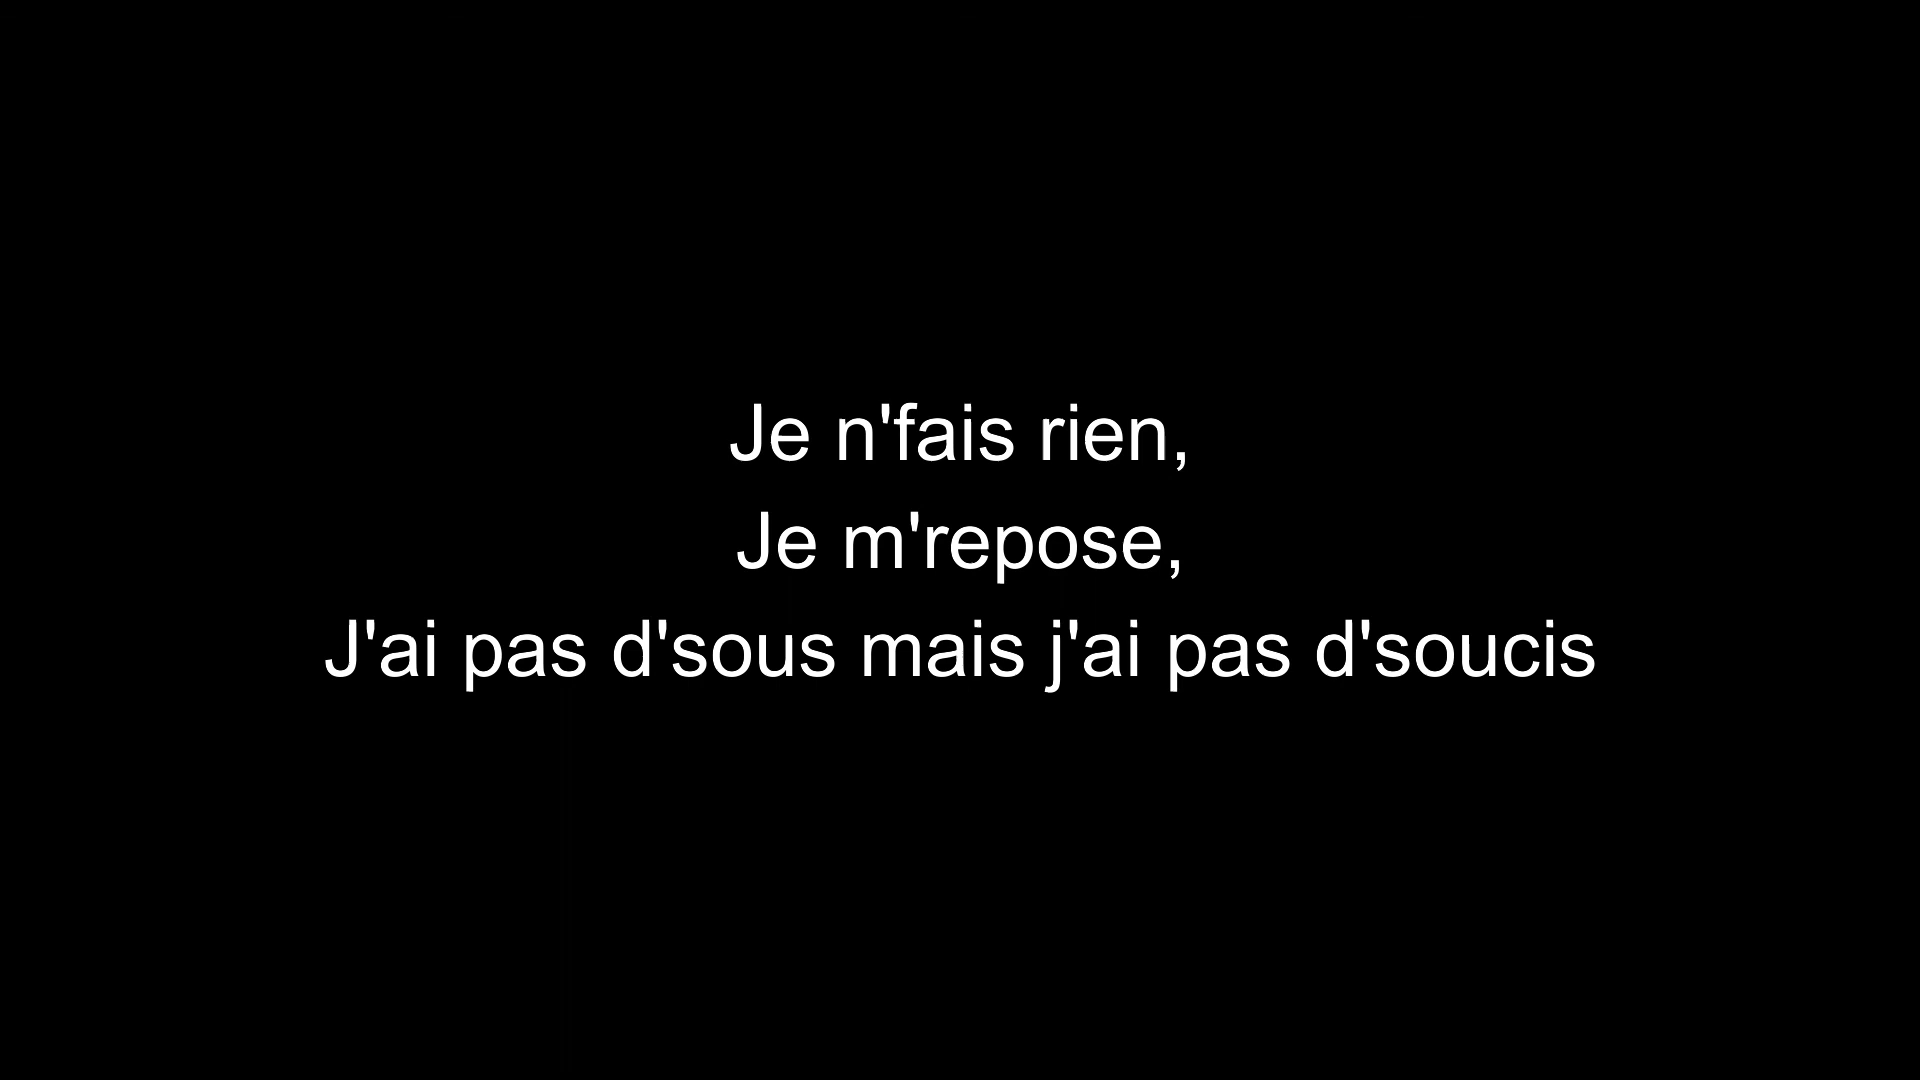 Je n'fais rien,
Je m'repose,
J'ai pas d'sous mais j'ai pas d'soucis